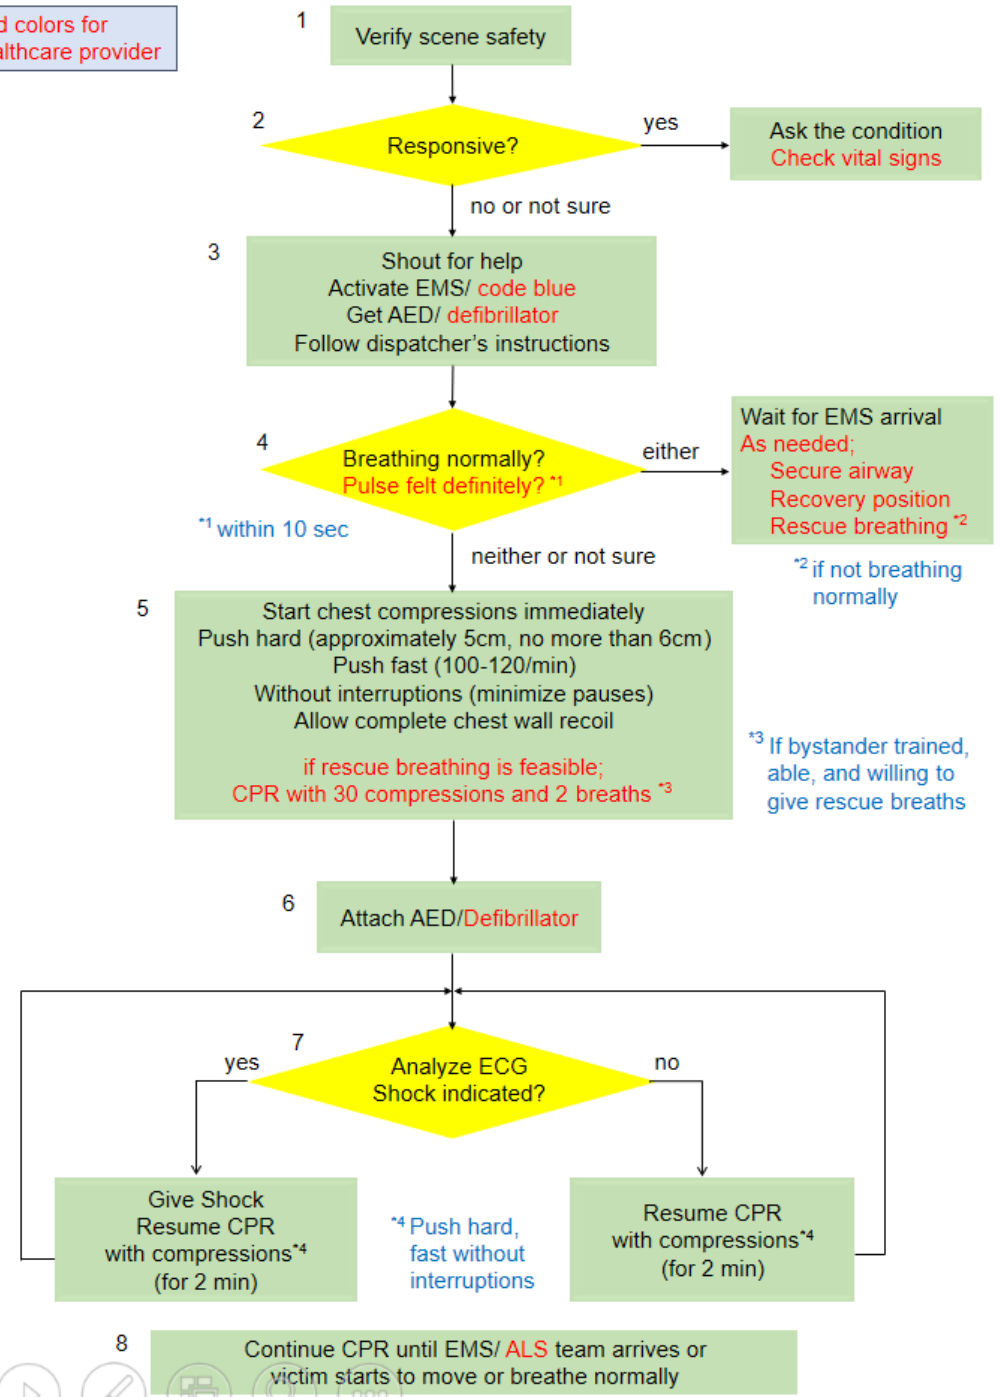 d colors for
althcare provider
1
Verify scene safety
2
Responsive?
yes
Ask the condition
Check vital signs
no or not sure
3
Shout for help
Activate EMS/ code blue
Get AED/ defibrillator
Follow dispatcher's instructions
4
Breathing normally?
Pulse felt definitely? *1
either
Wait for EMS arrival
As needed;
Secure airway
Recovery position
Rescue breathing *2
*1 within 10 sec
neither or not sure
*2 if not breathing
normally
5
Start chest compressions immediately
Push hard (approximately 5cm, no more than 6cm)
Push fast (100-120/min)
Without interruptions (minimize pauses)
Allow complete chest wall recoil
if rescue breathing is feasible;
CPR with 30 compressions and 2 breaths *3
*3 If bystander trained,
able, and willing to
give rescue breaths
6
Attach AED/Defibrillator
7
Analyze ECG
Shock indicated?
yes
no
Give Shock
Resume CPR
with compressions*4
(for 2 min)
*4 Push hard,
fast without
interruptions
Resume CPR
with compressions*4
(for 2 min)
8
Continue CPR until EMS/ ALS team arrives or
victim starts to move or breathe normally